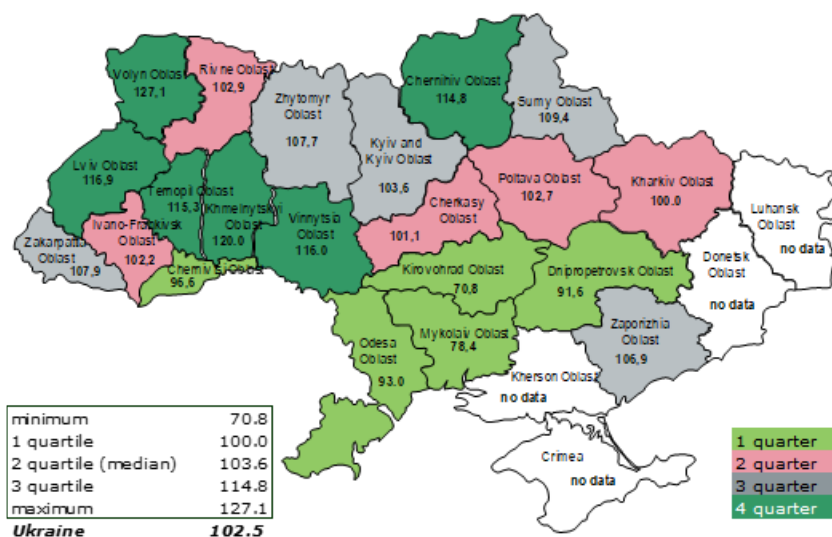 Volyn Oblast
127,1
Rivne Oblast
102,9
Zhytomyr
Oblast
107,7
Kyiv and
Kyiv Oblast
103,6
Chernihiv Oblast
114,8
Sumy Oblast
109,4
Lviv Oblast
116,9
Ternopil Oblast
115,3
Khmelnytskyi
Oblast
120.0
Vinnytsia
Oblast
116.0
Cherkasy
Oblast
101,1
Poltava Oblast
102,7
Kharkiv Oblast
100.0
Luhansk
Oblast
no data
Donetsk
Oblast
no data
Zakarpattia
Oblast
107,9
Ivano-Frankivsk
Oblast
102,2
Chernivtsi Oblast
96,6
Kirovohrad Oblast
70,8
Dnipropetrovsk Oblast
91,6
Zaporizhia
Oblast
106,9
Odesa
Oblast
93.0
Mykolaiv Oblast
78,4
Kherson Oblast
no data
Crimea
no data
minimum 70.8
1 quartile 100.0
2 quartile (median) 103.6
3 quartile 114.8
maximum 127.1
Ukraine 102.5
1 quarter
2 quarter
3 quarter
4 quarter